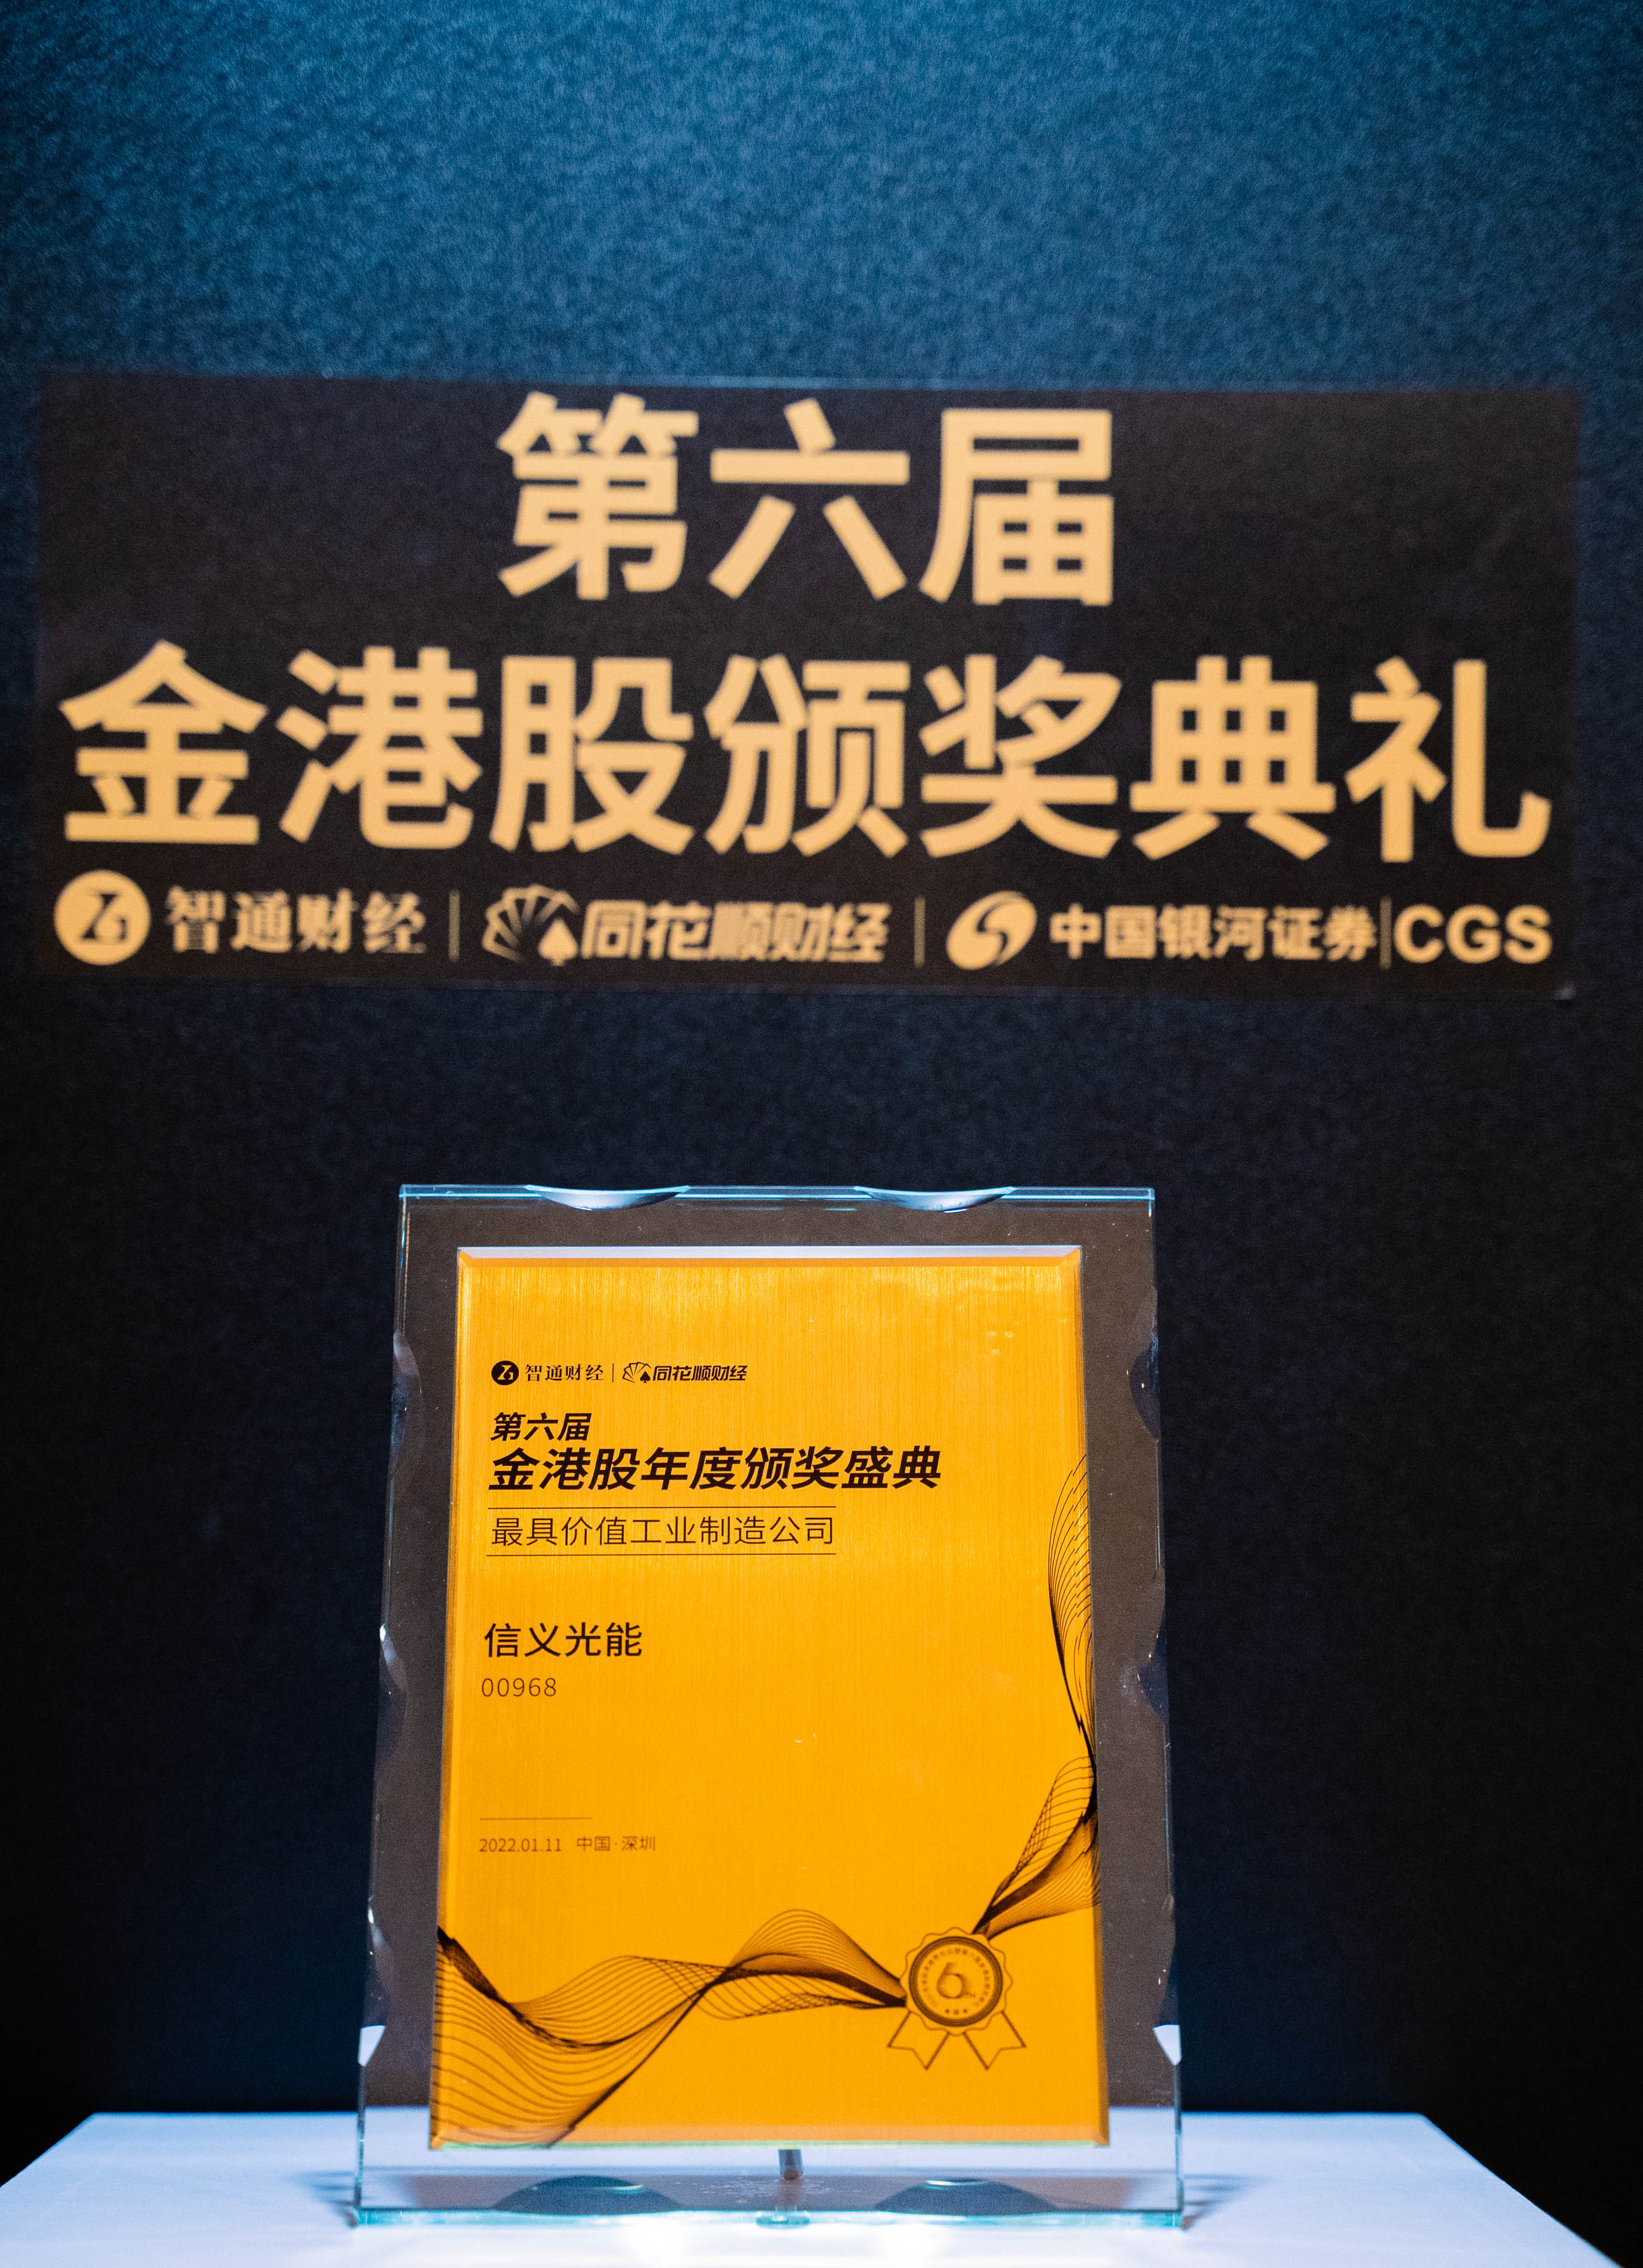 第六届
金港股颁奖典礼
智通财经 | 同花顺财经 | 中国银河证券|CGS
智通财经 | 同花顺财经
第六届
金港股年度颁奖盛典
最具价值工业制造公司
信义光能
00968
2022.01.11 中国·深圳
6